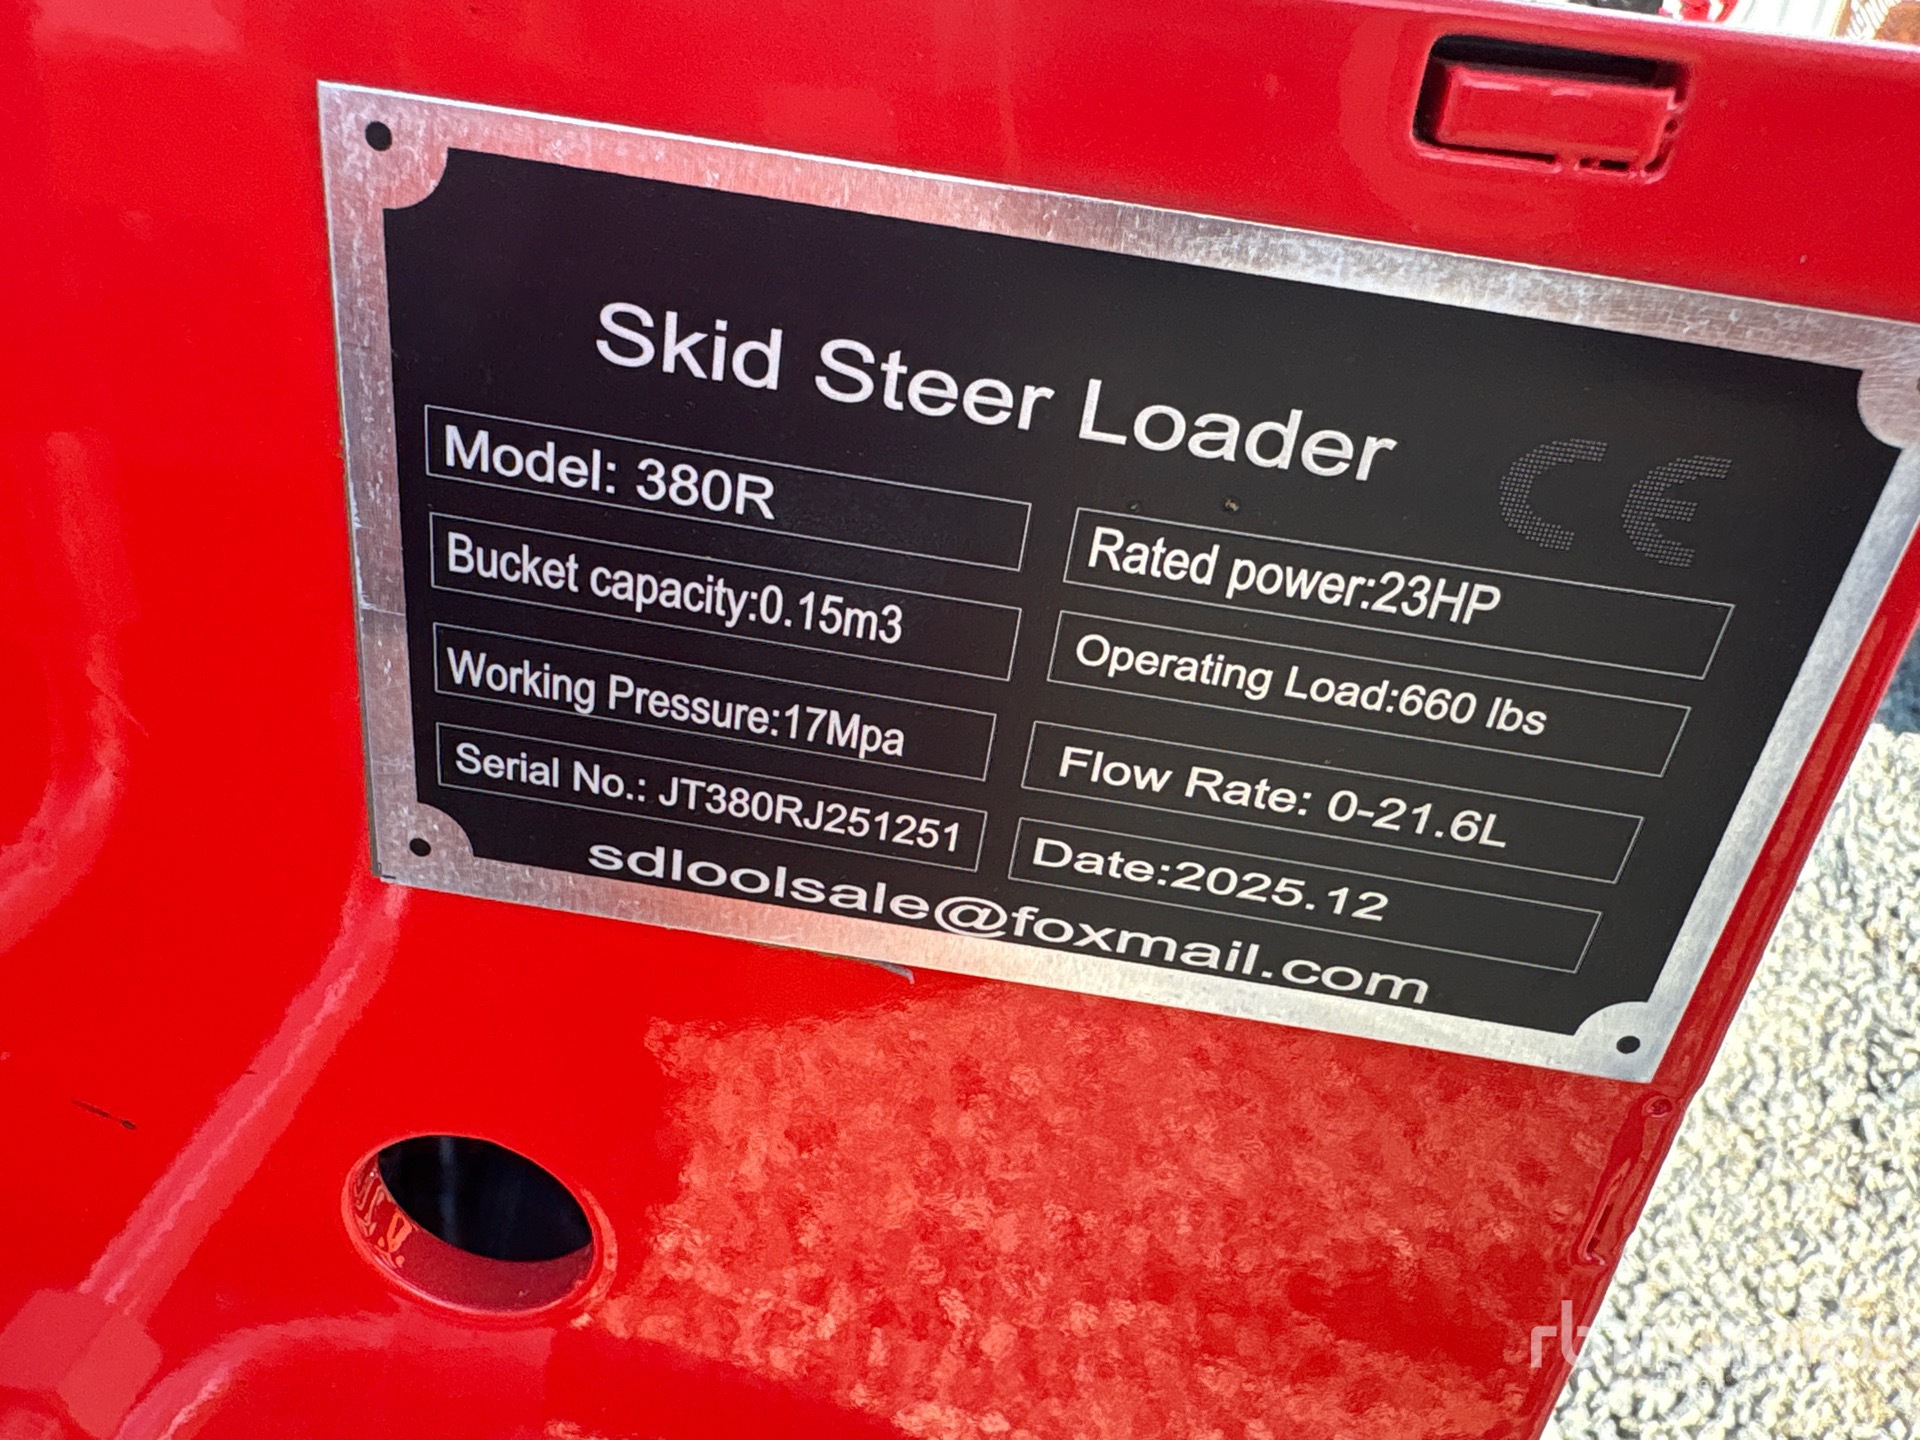 Skid Steer Loader
CE
Model: 380R
Rated power:23HP
Bucket capacity:0.15m3
Operating Load:660 lbs
Working Pressure:17Mpa
Flow Rate: 0-21.6L
Serial No.: JT380RJ251251
Date:2025.12
sdloolsale@foxmail.com